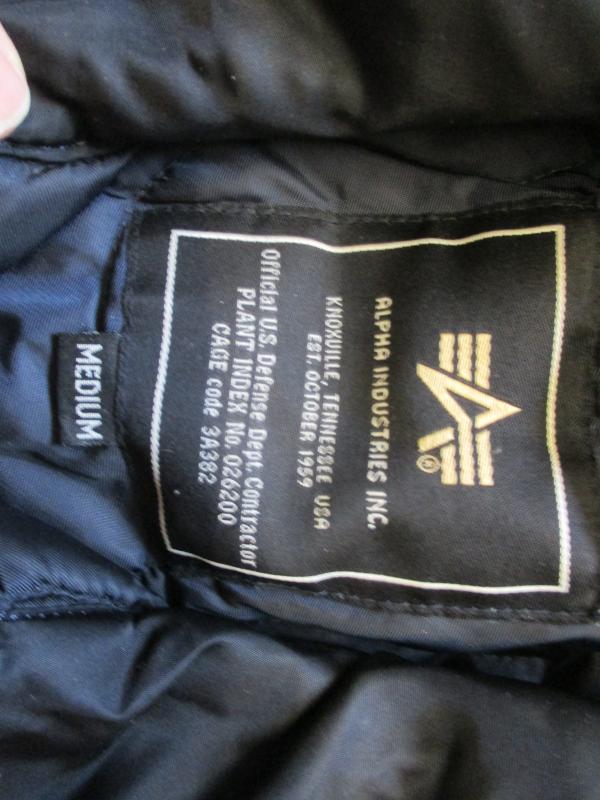 ®
ALPHA INDUSTRIES INC.
KNOXVILLE, TENNESSEE USA
EST. OCTOBER 1959
Official U.S. Defense Dept. Contractor
PLANT INDEX No. 026200
CAGE code 3A382
MEDIUM